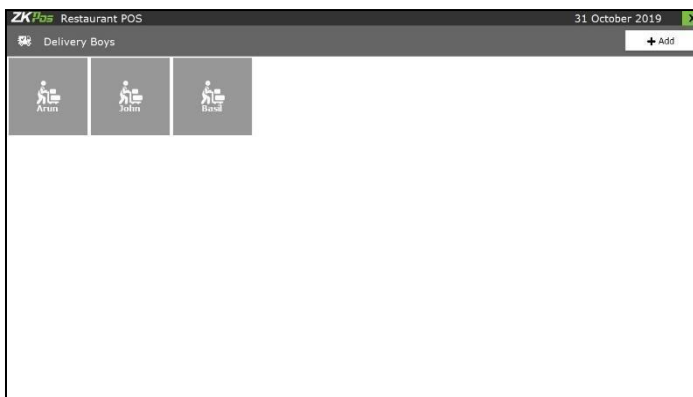 ZKPos Restaurant POS 31 October 2019 X
Delivery Boys + Add
Arun John Basil